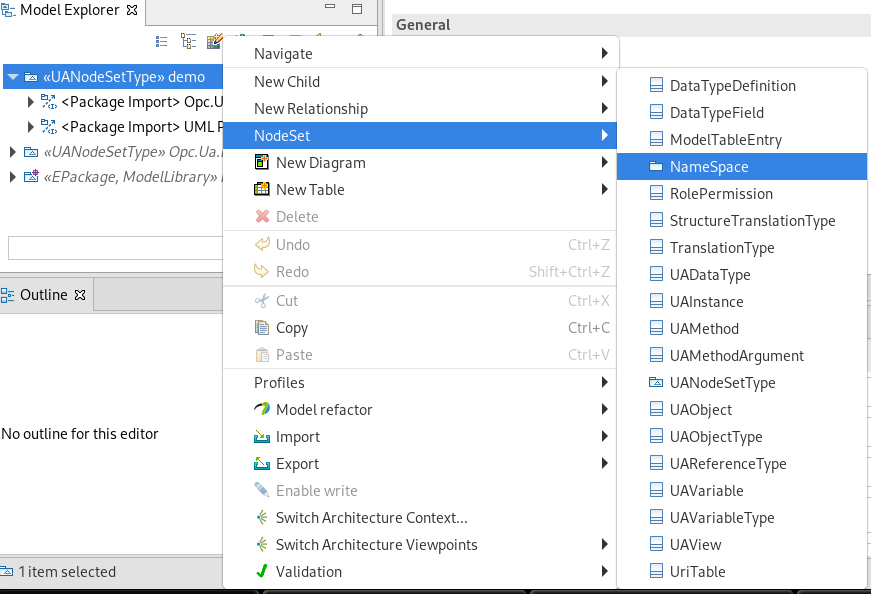 Model Explorer
General
«UANodeSetType» demo
<Package Import> Opc.U
<Package Import> UML P
«UANodeSetType» Opc.Ua.
«EPackage, ModelLibrary»
Outline
No outline for this editor
1 item selected
Navigate
New Child
New Relationship
NodeSet
New Diagram
New Table
Delete
Undo Ctrl+Z
Redo Shift+Ctrl+Z
Cut Ctrl+X
Copy Ctrl+C
Paste Ctrl+V
Profiles
Model refactor
Import
Export
Enable write
Switch Architecture Context...
Switch Architecture Viewpoints
Validation
DataTypeDefinition
DataTypeField
ModelTableEntry
NameSpace
RolePermission
StructureTranslationType
TranslationType
UADataType
UAInstance
UAMethod
UAMethodArgument
UANodeSetType
UAObject
UAObjectType
UAReferenceType
UAVariable
UAVariableType
UAView
UriTable